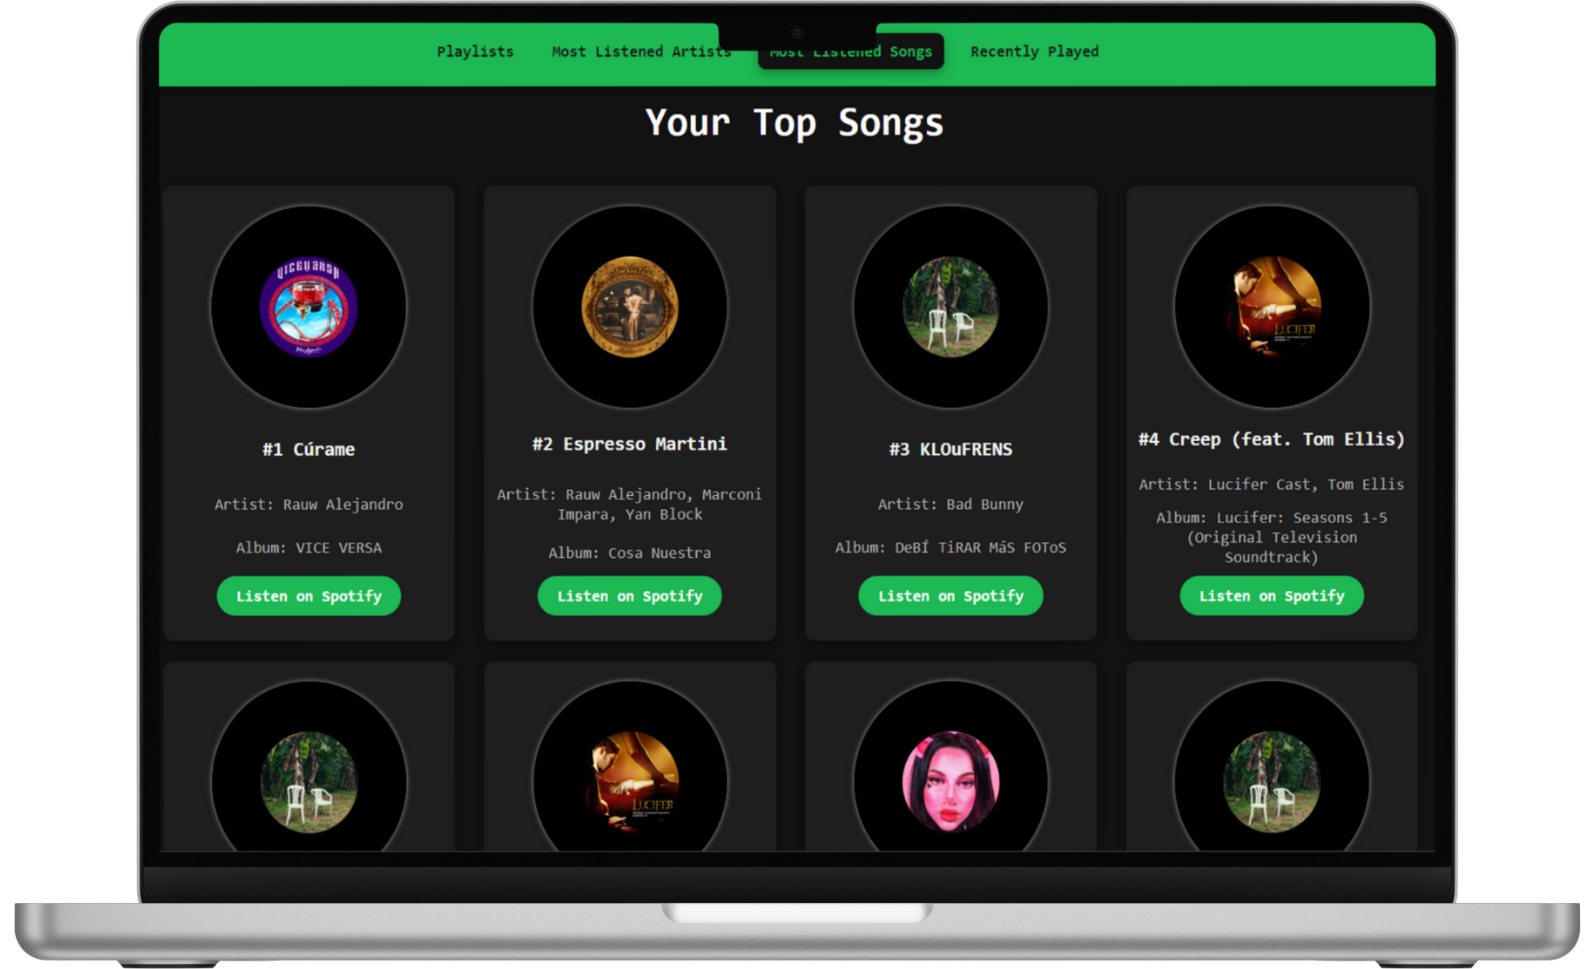 Playlists
Most Listened Artists
Most Listened Songs
Recently Played
Your Top Songs
VICEVERSA
LUCIFER
#1 Cúrame
#2 Espresso Martini
#3 KLOuFRENS
#4 Creep (feat. Tom Ellis)
Artist: Rauw Alejandro
Album: VICE VERSA
Artist: Rauw Alejandro, Marconi
Impara, Yan Block
Album: Cosa Nuestra
Artist: Bad Bunny
Album: DeBÍ TiRAR MáS FOToS
Artist: Lucifer Cast, Tom Ellis
Album: Lucifer: Seasons 1-5
(Original Television
Soundtrack)
Listen on Spotify
Listen on Spotify
Listen on Spotify
Listen on Spotify
LUCIFER